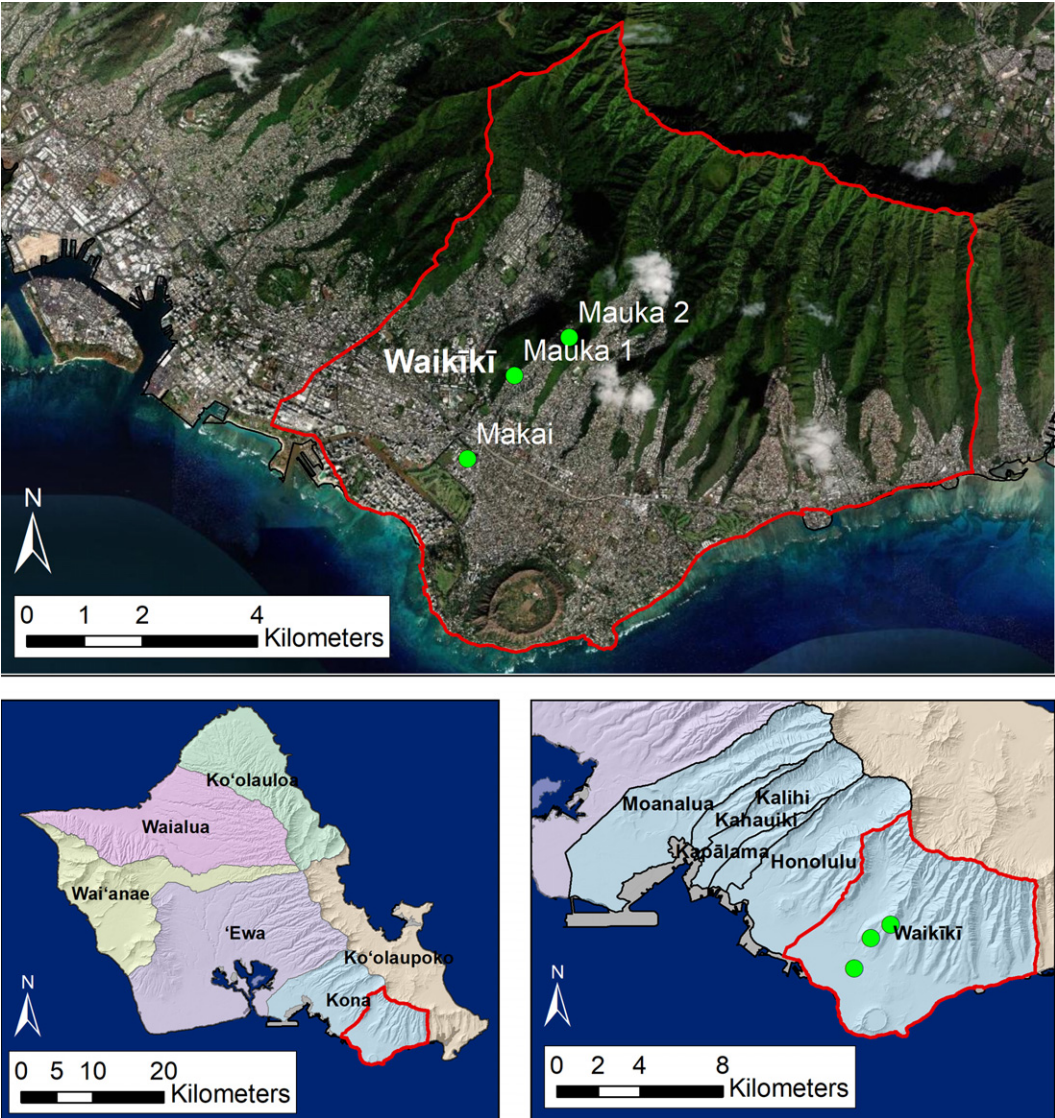 Mauka 2
Mauka 1
Waikīkī
Makai
N
0 1 2 4
Kilometers
Koʻolauloa
Waialua
Waiʻanae
ʻEwa
Koʻolaupoko
Kona
N
0 5 10 20
Kilometers
Moanalua
Kalihi
Kahauiki
Kapālama
Honolulu
Waikīkī
N
0 2 4 8
Kilometers